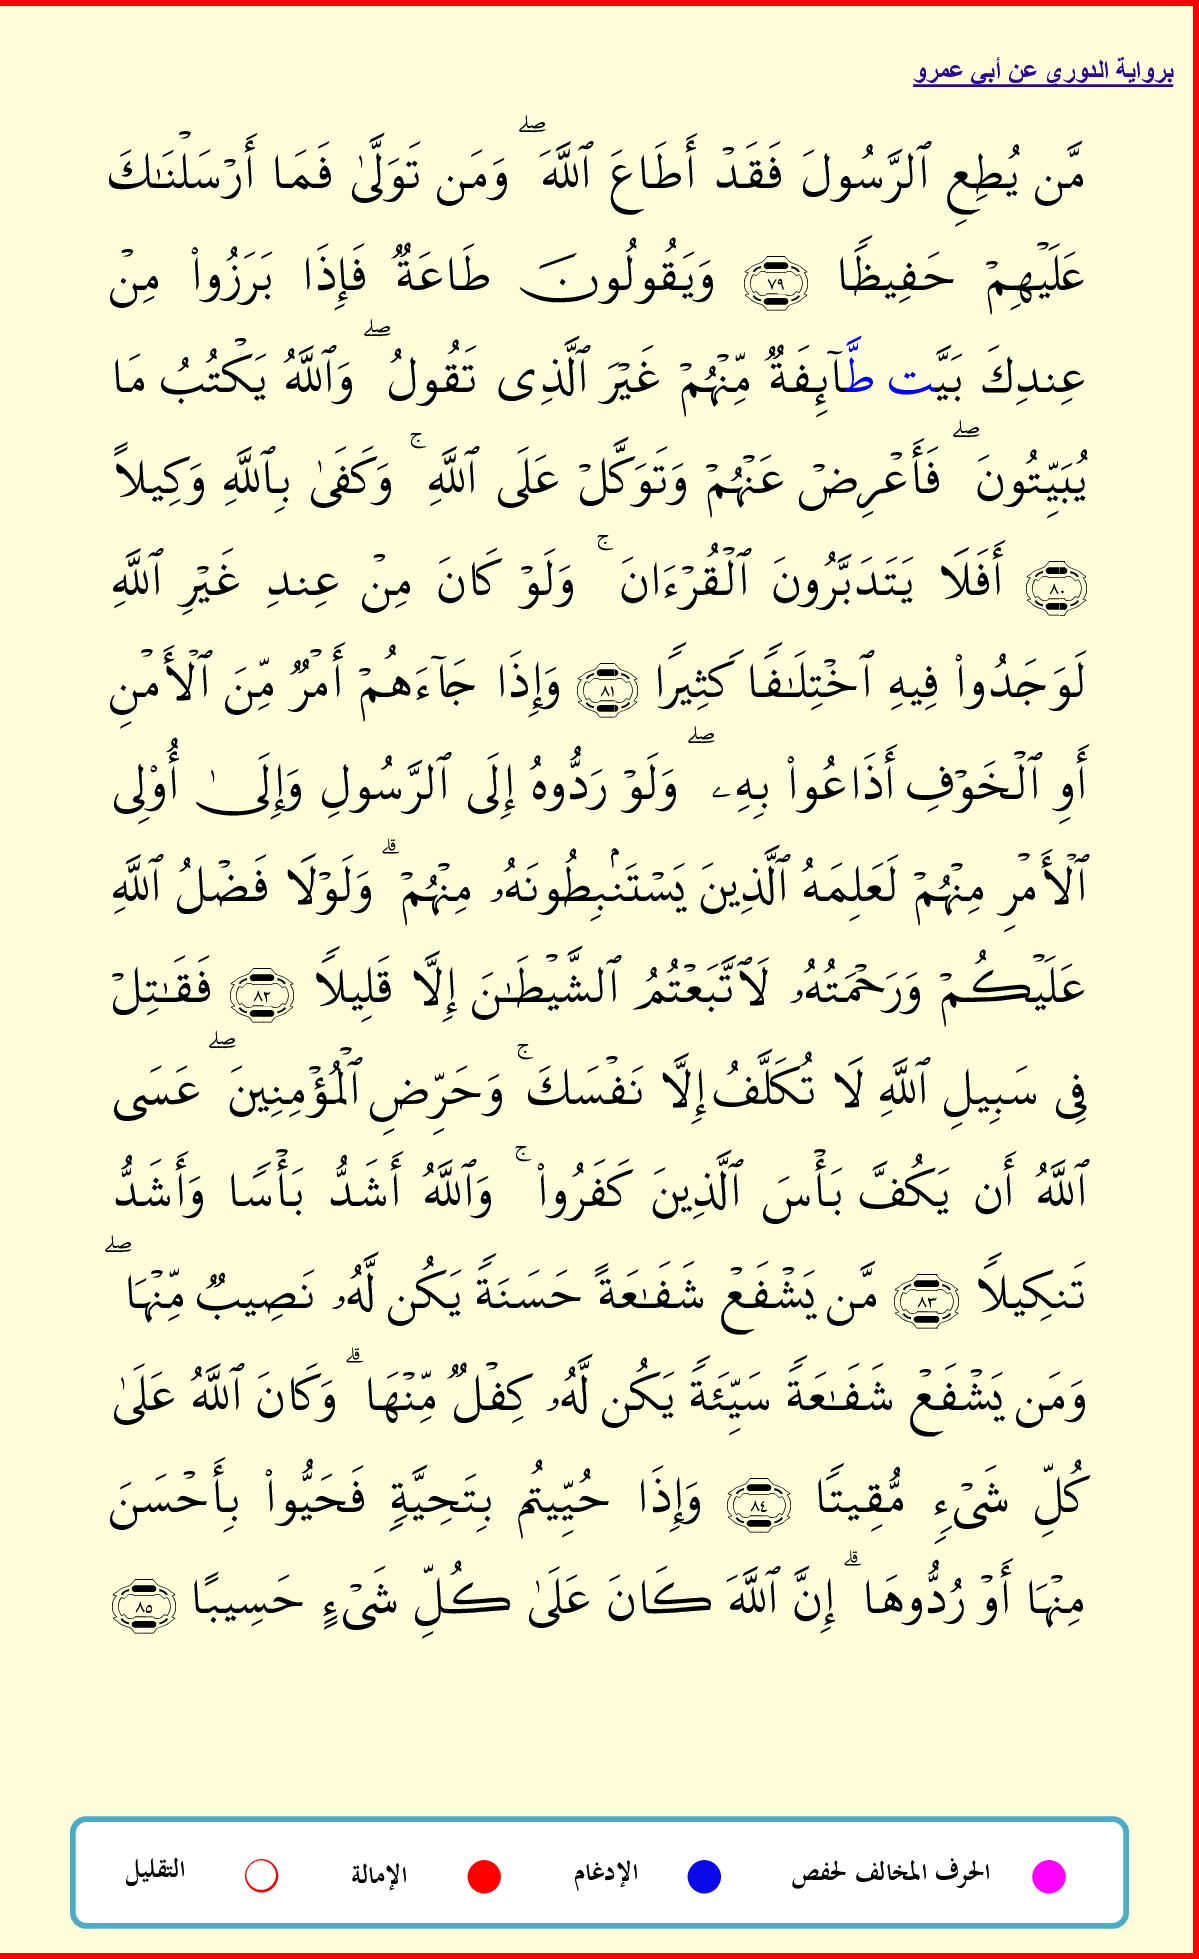 برواية الدوري عن أبي عمرو
مَّن يُطِعِ ٱلرَّسُولَ فَقَدۡ أَطَاعَ ٱللَّهَۖ وَمَن تَوَلَّىٰ فَمَا أَرۡسَلۡنَـٰكَ
عَلَيۡهِمۡ حَفِيظًا ٧٩ وَيَقُولُونَ طَاعَةٌ فَإِذَا بَرَزُواْ مِنۡ
عِندِكَ بَيَّت طَّآئِفَةٌ مِّنۡهُمۡ غَيۡرَ ٱلَّذِى تَقُولُۖ وَٱللَّهُ يَكۡتُبُ مَا
يُبَيِّتُونَۖ فَأَعۡرِضۡ عَنۡهُمۡ وَتَوَكَّلۡ عَلَى ٱللَّهِۚ وَكَفَىٰ بِٱللَّهِ وَكِيلاً
٨٠ أَفَلَا يَتَدَبَّرُونَ ٱلۡقُرۡءَانَۚ وَلَوۡ كَانَ مِنۡ عِندِ غَيۡرِ ٱللَّهِ
لَوَجَدُواْ فِيهِ ٱخۡتِلَـٰفًا كَثِيرًا ٨١ وَإِذَا جَآءَهُمۡ أَمۡرٌ مِّنَ ٱلۡأَمۡنِ
أَوِ ٱلۡخَوۡفِ أَذَاعُواْ بِهِۦۖ وَلَوۡ رَدُّوهُ إِلَى ٱلرَّسُولِ وَإِلَىٰ أُوْلِى
ٱلۡأَمۡرِ مِنۡهُمۡ لَعَلِمَهُ ٱلَّذِينَ يَسۡتَنۢبِطُونَهُۥ مِنۡهُمۡۗ وَلَوۡلَا فَضۡلُ ٱللَّهِ
عَلَيۡكُمۡ وَرَحۡمَتُهُۥ لَٱتَّبَعۡتُمُ ٱلشَّيۡطَـٰنَ إِلَّا قَلِيلاً ٨٢ فَقَـٰتِلۡ
فِى سَبِيلِ ٱللَّهِ لَا تُكَلَّفُ إِلَّا نَفۡسَكَۚ وَحَرِّضِ ٱلۡمُؤۡمِنِينَۖ عَسَى
ٱللَّهُ أَن يَكُفَّ بَأۡسَ ٱلَّذِينَ كَفَرُواْۚ وَٱللَّهُ أَشَدُّ بَأۡسًا وَأَشَدُّ
تَنكِيلاً ٨٣ مَّن يَشۡفَعۡ شَفَـٰعَةً حَسَنَةً يَكُن لَّهُۥ نَصِيبٌ مِّنۡهَاۖ
وَمَن يَشۡفَعۡ شَفَـٰعَةً سَيِّئَةً يَكُن لَّهُۥ كِفۡلٌ مِّنۡهَاۗ وَكَانَ ٱللَّهُ عَلَىٰ
كُلِّ شَىۡءٍ مُّقِيتًا ٨٤ وَإِذَا حُيِّيتُم بِتَحِيَّةٍ فَحَيُّواْ بِأَحۡسَنَ
مِنۡهَا أَوۡ رُدُّوهَاۗ إِنَّ ٱللَّهَ كَانَ عَلَىٰ كُلِّ شَىۡءٍ حَسِيبًا ٨٥
الحرف المخالف لحفص الإدغام الإمالة التقليل